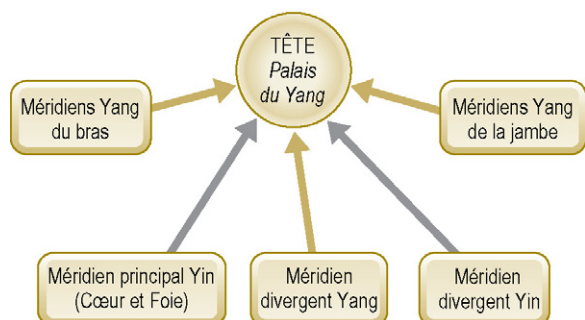 TÊTE
Palais
du Yang
Méridiens Yang
du bras
Méridiens Yang
de la jambe
Méridien principal Yin
(Cœur et Foie)
Méridien
divergent Yang
Méridien
divergent Yin